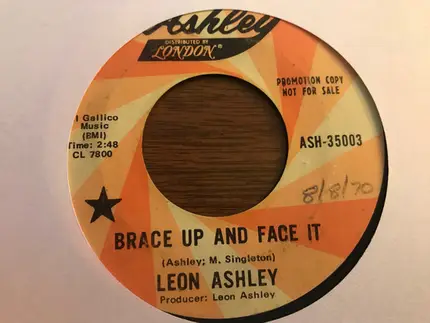 Ashley
DISTRIBUTED BY
LONDON
PROMOTION COPY
NOT FOR SALE
l Gallico
Music
(BMI)
Time: 2:48
CL 7800
ASH-35003
8/8/70
BRACE UP AND FACE IT
(Ashley; M. Singleton)
LEON ASHLEY
Producer: Leon Ashley